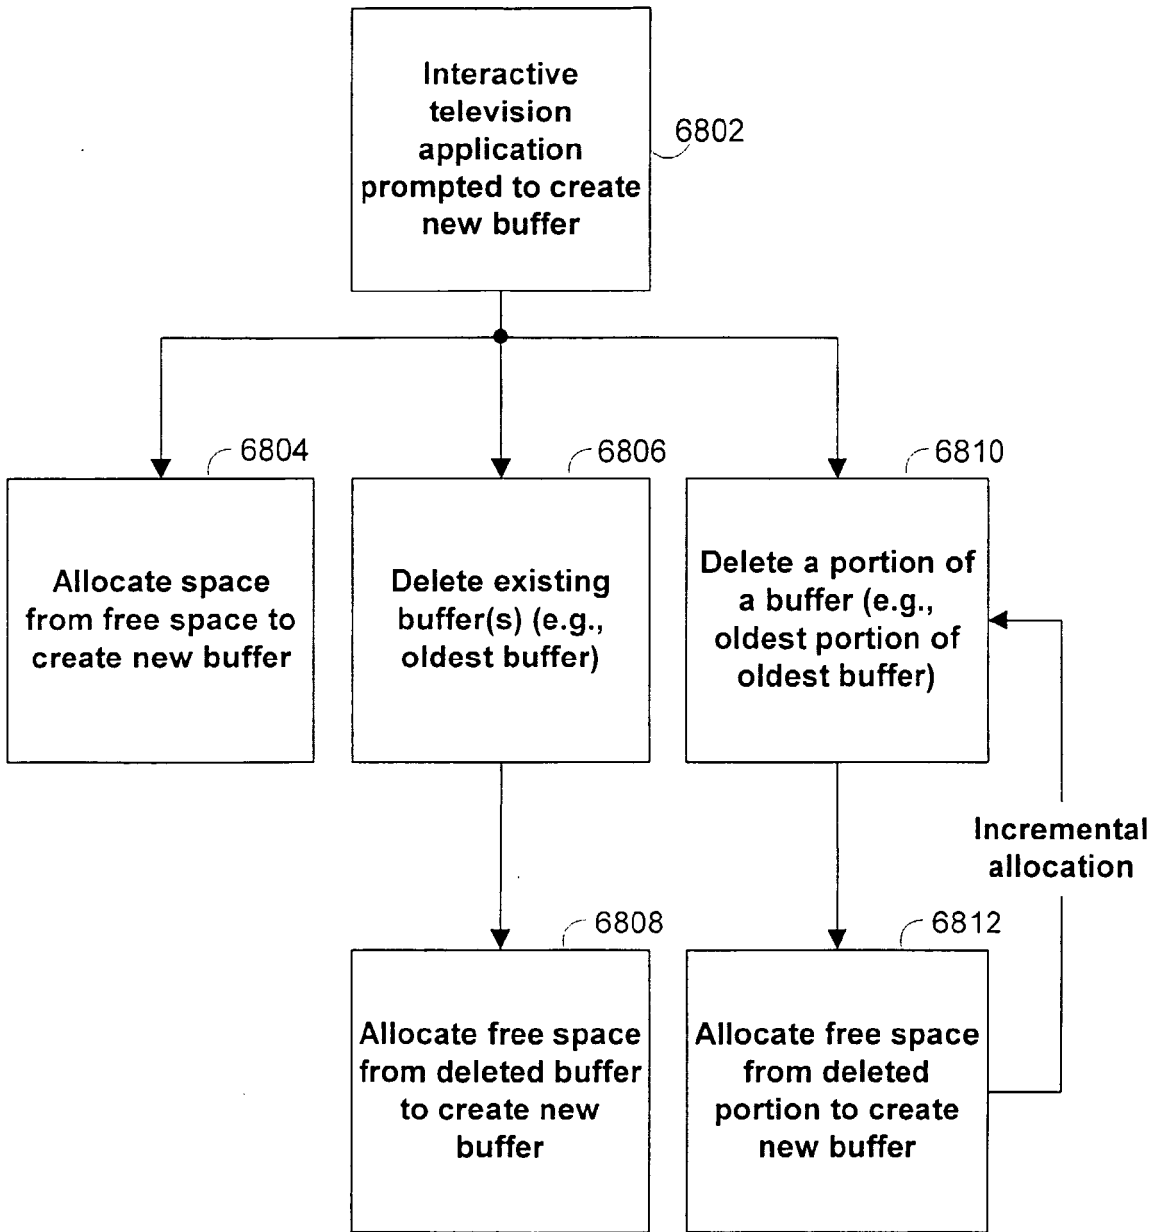 Interactive
television
application
prompted to create
new buffer
6802
6804
6806
6810
Allocate space
from free space to
create new buffer
Delete existing
buffer(s) (e.g.,
oldest buffer)
Delete a portion of
a buffer (e.g.,
oldest portion of
oldest buffer)
Incremental
allocation
6808
6812
Allocate free space
from deleted buffer
to create new
buffer
Allocate free space
from deleted
portion to create
new buffer